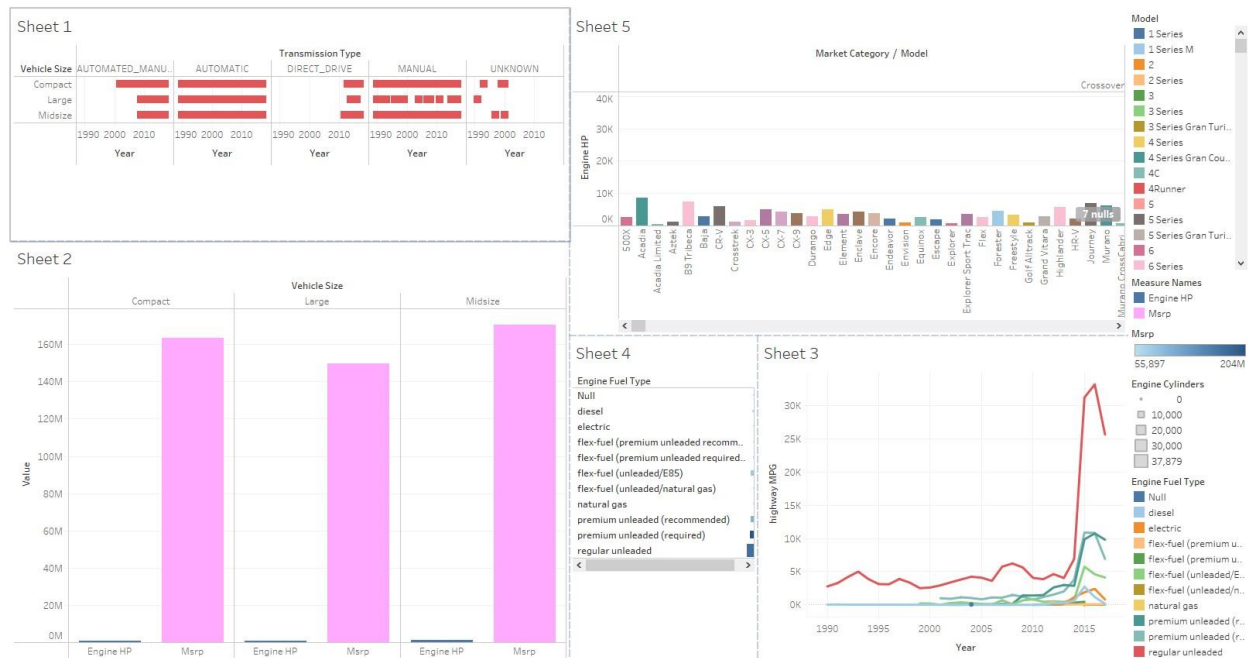 Sheet 1
Transmission Type
Vehicle Size AUTOMATED_MANU.. AUTOMATIC DIRECT_DRIVE MANUAL UNKNOWN
Compact
Large
Midsize
1990 2000 2010 1990 2000 2010 1990 2000 2010 1990 2000 2010 1990 2000 2010
Year Year Year Year Year
Sheet 2
Vehicle Size
Compact Large Midsize
160M
140M
120M
100M
80M
60M
40M
20M
0M
Value
Engine HP Msrp Engine HP Msrp Engine HP Msrp
Sheet 5
Market Category / Model
Crossover
40K
30K
20K
10K
0K
Engine HP
7 nulls
500X
Acadia
Acadia Limited
Aztek
B9 Tribeca
Baja
CR-V
Crosstrek
CX-3
CX-5
CX-7
CX-9
Durango
Edge
Element
Enclave
Encore
Endeavor
Envision
Equinox
Escape
Explorer
Explorer Sport Trac
Flex
Forester
Freestyle
Golf Alltrack
Grand Vitara
Highlander
HR-V
Journey
Murano
Murano CrossCabri..
Sheet 4
Engine Fuel Type
Null
diesel
electric
flex-fuel (premium unleaded recomm..
flex-fuel (premium unleaded required..
flex-fuel (unleaded/E85)
flex-fuel (unleaded/natural gas)
natural gas
premium unleaded (recommended)
premium unleaded (required)
regular unleaded
Sheet 3
35K
30K
25K
20K
15K
10K
5K
0K
highway MPG
1990 1995 2000 2005 2010 2015
Year
Model
1 Series
1 Series M
2
2 Series
3
3 Series
3 Series Gran Turi..
4 Series
4 Series Gran Cou..
4C
4Runner
5
5 Series
5 Series Gran Turi..
6
6 Series
Measure Names
Engine HP
Msrp
Msrp
55,897 204M
Engine Cylinders
0
10,000
20,000
30,000
37,879
Engine Fuel Type
Null
diesel
electric
flex-fuel (premium u..
flex-fuel (premium u..
flex-fuel (unleaded/E..
flex-fuel (unleaded/n..
natural gas
premium unleaded (r..
premium unleaded (r..
regular unleaded